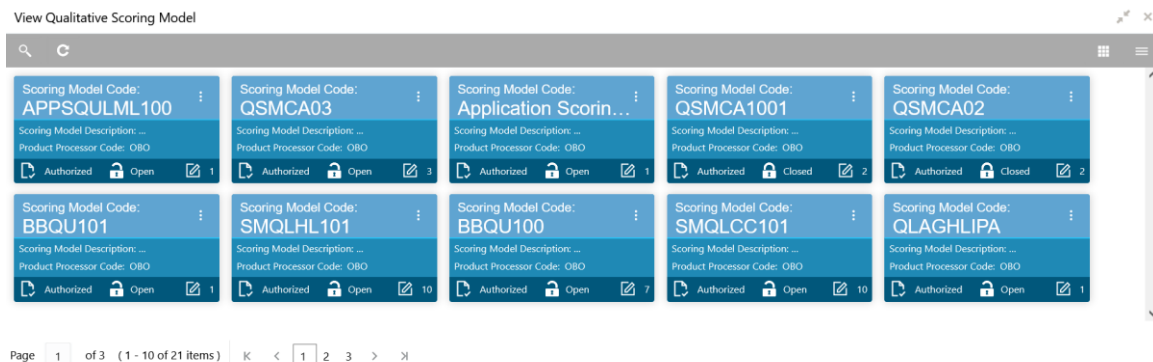 View Qualitative Scoring Model
Scoring Model Code: Scoring Model Code: Scoring Model Code: Scoring Model Code: Scoring Model Code:
APPSQULML100 QSMCA03 Application Scorin... QSMCA1001 QSMCA02
Scoring Model Description: ... Scoring Model Description: ... Scoring Model Description: ... Scoring Model Description: ... Scoring Model Description: ...
Product Processor Code: OBO Product Processor Code: OBO Product Processor Code: OBO Product Processor Code: OBO Product Processor Code: OBO
Authorized Open 1 Authorized Open 3 Authorized Open 1 Authorized Closed 2 Authorized Closed 2
Scoring Model Code: Scoring Model Code: Scoring Model Code: Scoring Model Code: Scoring Model Code:
BBQU101 SMQLHL101 BBQU100 SMQLCC101 QLAGHLIPA
Scoring Model Description: ... Scoring Model Description: ... Scoring Model Description: ... Scoring Model Description: ... Scoring Model Description: ...
Product Processor Code: OBO Product Processor Code: OBO Product Processor Code: OBO Product Processor Code: OBO Product Processor Code: OBO
Authorized Open 1 Authorized Open 10 Authorized Open 7 Authorized Open 10 Authorized Open 1
Page 1 of 3 ( 1 - 10 of 21 items ) 1 2 3